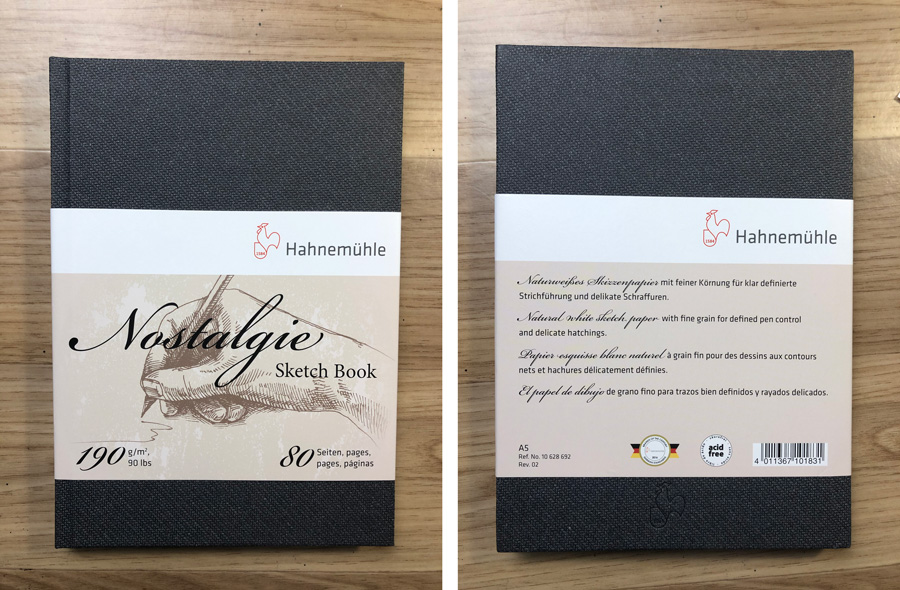 1584
Hahnemühle
Nostalgie
Sketch Book
190 g/m²,
90 lbs
80 Seiten, pages,
pages, páginas
1584
Hahnemühle
Naturweißes Skizzenpapier mit feiner Körnung für klar definierte
Strichführung und delikate Schraffuren.
Natural white sketch paper with fine grain for defined pen control
and delicate hatchings.
Papier esquisse blanc naturel à grain fin pour des dessins aux contours
nets et hachures délicatement définies.
El papel de dibujo de grano fino para trazos bien definidos y rayados delicados.
A5
Ref. No. 10 628 692
Rev. 02
acid
free
4 011367 101831